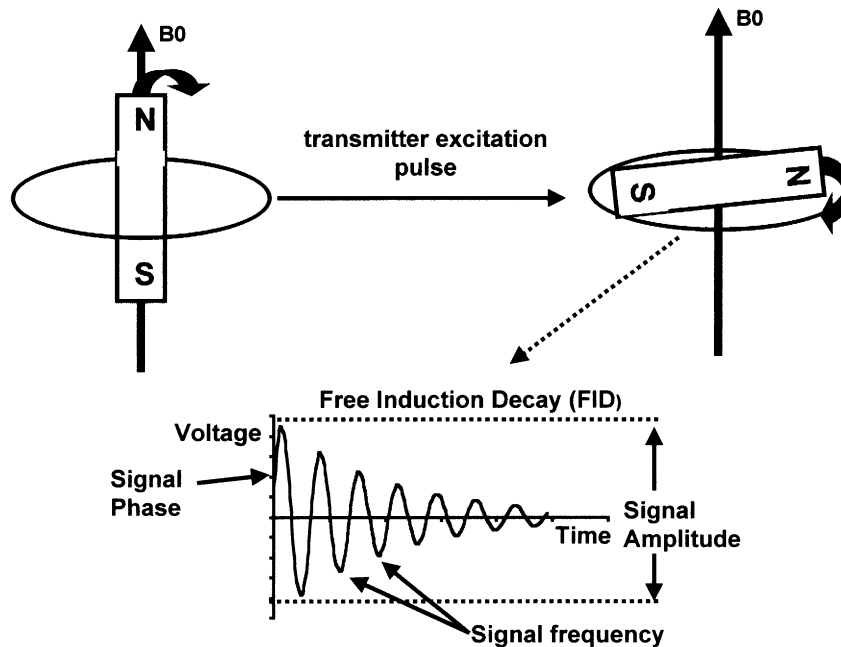 B0
N
S
transmitter excitation
pulse
B0
S
N
Free Induction Decay (FID)
Voltage
Signal
Phase
Time
Signal
Amplitude
Signal frequency